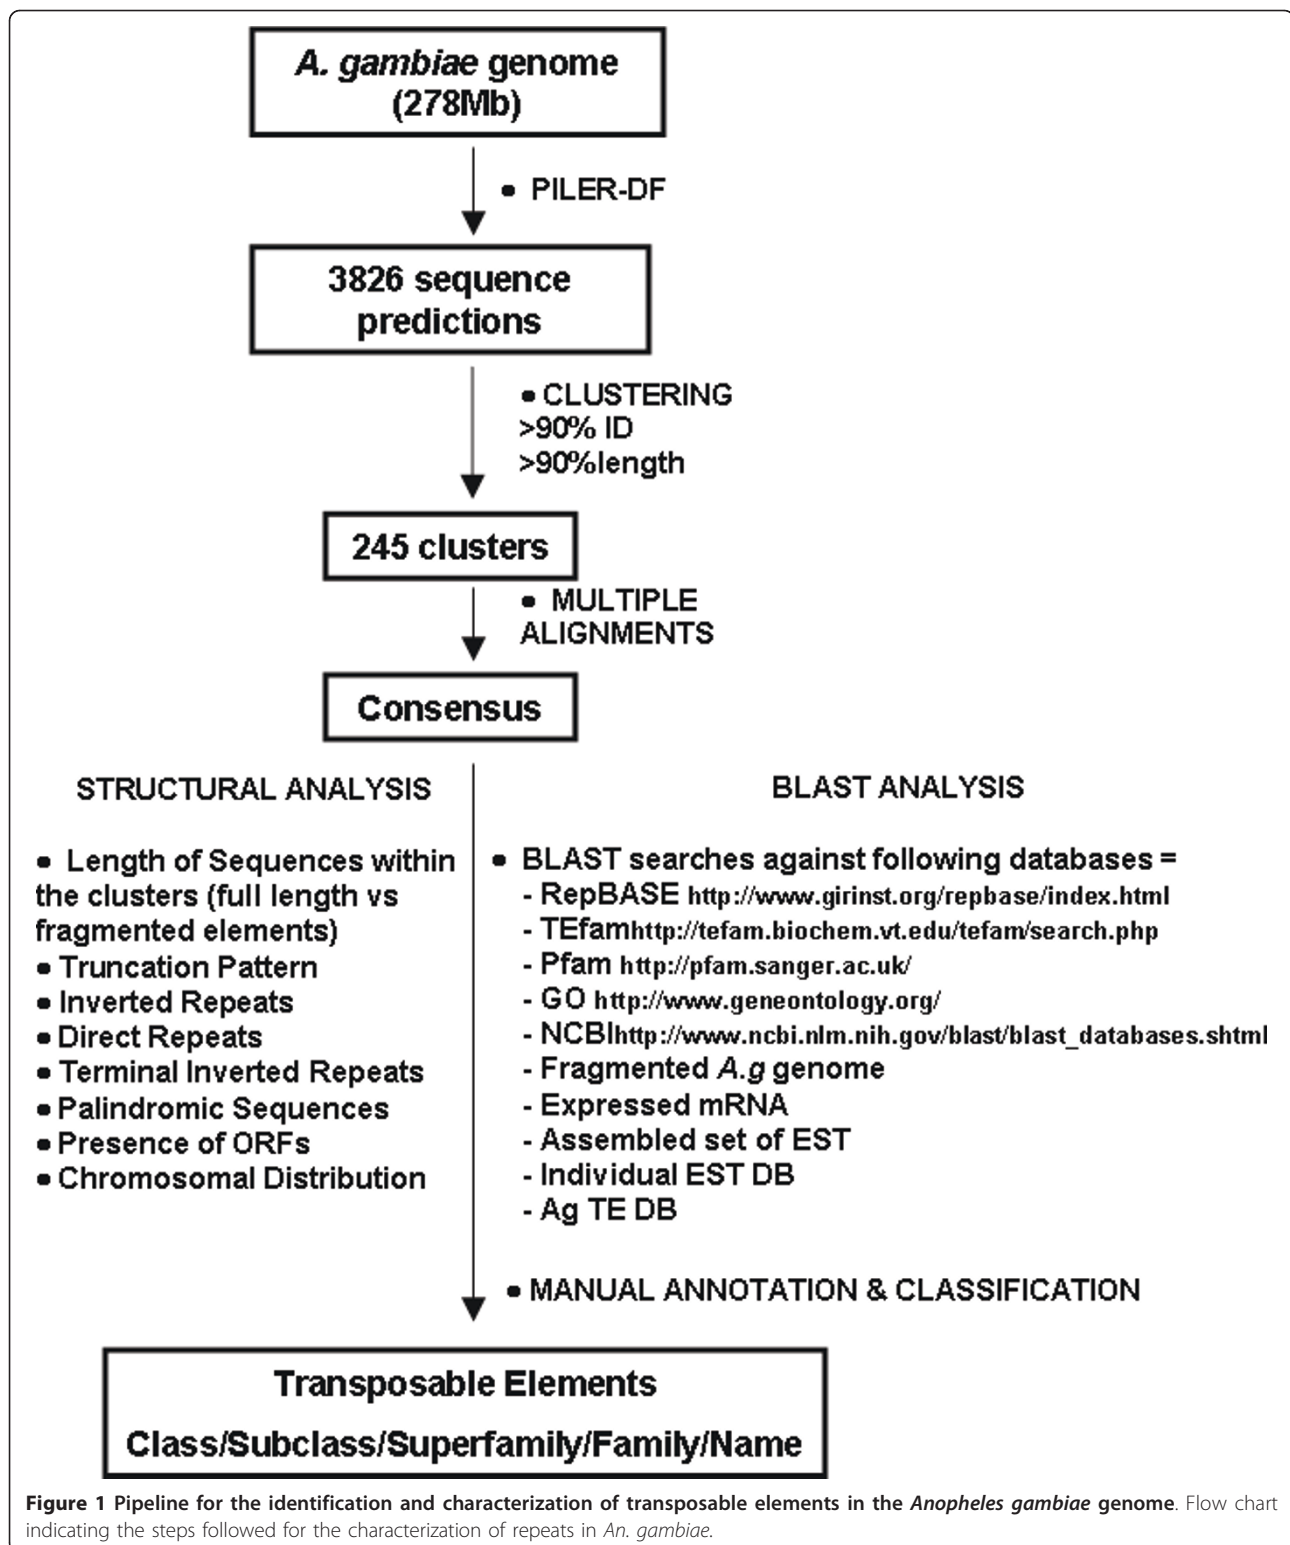 A. gambiae genome
(278Mb)
• PILER-DF
3826 sequence
predictions
• CLUSTERING
>90% ID
>90%length
245 clusters
• MULTIPLE
ALIGNMENTS
Consensus
STRUCTURAL ANALYSIS
• Length of Sequences within
the clusters (full length vs
fragmented elements)
• Truncation Pattern
• Inverted Repeats
• Direct Repeats
• Terminal Inverted Repeats
• Palindromic Sequences
• Presence of ORFs
• Chromosomal Distribution
BLAST ANALYSIS
• BLAST searches against following databases =
- RepBASE http://www.girinst.org/repbase/index.html
- TEfamhttp://tefam.biochem.vt.edu/tefam/search.php
- Pfam http://pfam.sanger.ac.uk/
- GO http://www.geneontology.org/
- NCBIhttp://www.ncbi.nlm.nih.gov/blast/blast_databases.shtml
- Fragmented A.g genome
- Expressed mRNA
- Assembled set of EST
- Individual EST DB
- Ag TE DB
• MANUAL ANNOTATION & CLASSIFICATION
Transposable Elements
Class/Subclass/Superfamily/Family/Name
Figure 1 Pipeline for the identification and characterization of transposable elements in the Anopheles gambiae genome. Flow chart
indicating the steps followed for the characterization of repeats in An. gambiae.